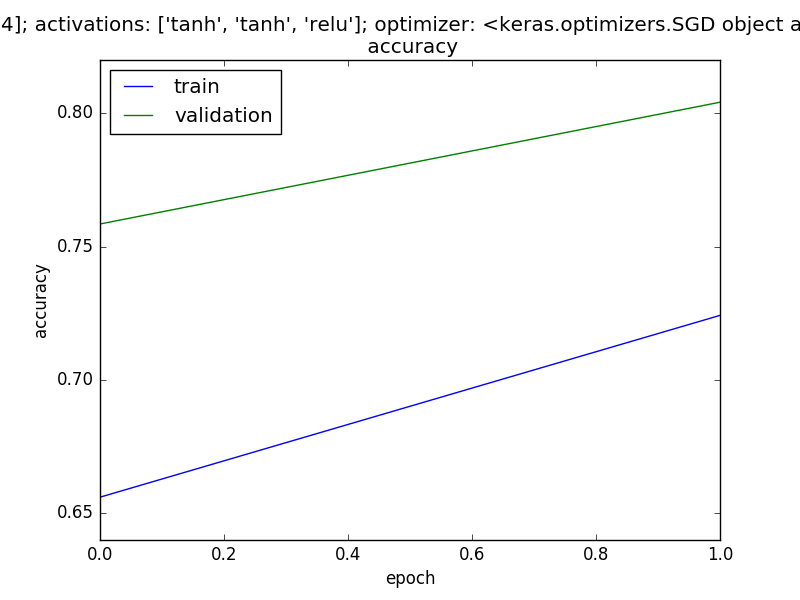 4]; activations: ['tanh', 'tanh', 'relu']; optimizer: <keras.optimizers.SGD object a
accuracy
train
validation
0.80
0.75
0.70
0.65
accuracy
0.0 0.2 0.4 0.6 0.8 1.0
epoch